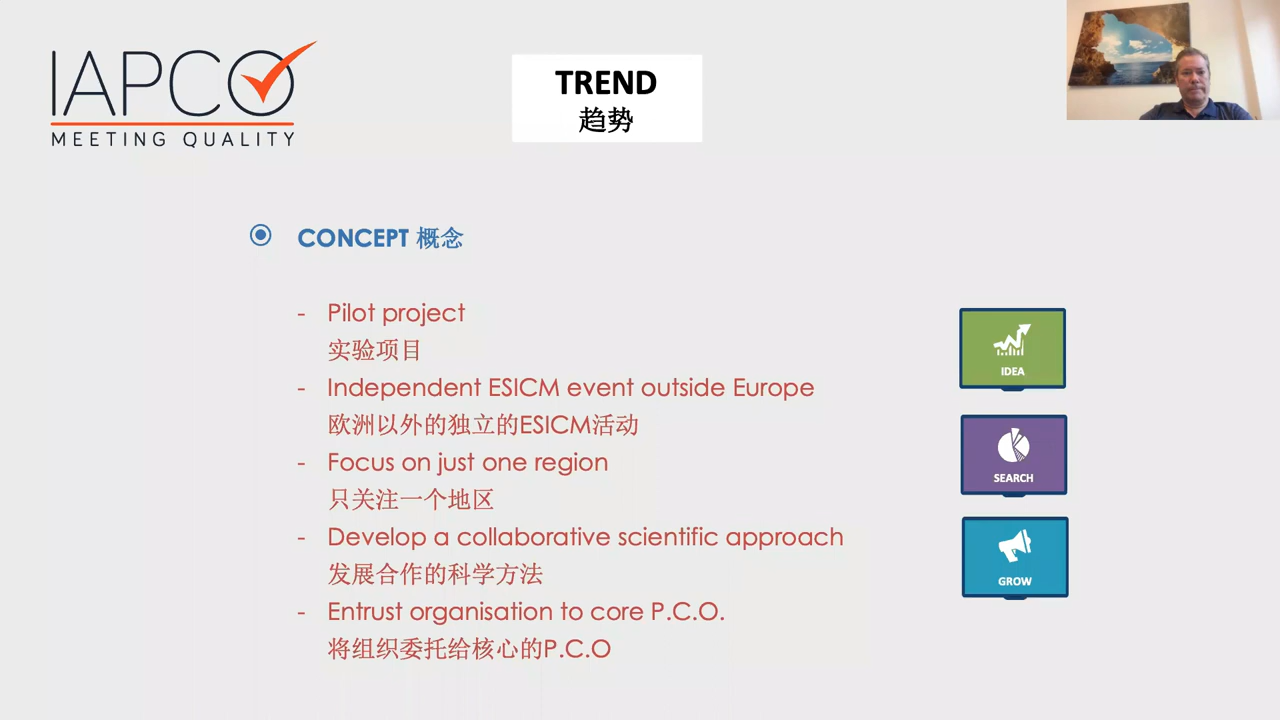 IAPCO
MEETING QUALITY
TREND
趋势
CONCEPT 概念
- Pilot project
实验项目
- Independent ESICM event outside Europe
欧洲以外的独立的ESICM活动
- Focus on just one region
只关注一个地区
- Develop a collaborative scientific approach
发展合作的科学方法
- Entrust organisation to core P.C.O.
将组织委托给核心的P.C.O
IDEA
SEARCH
GROW